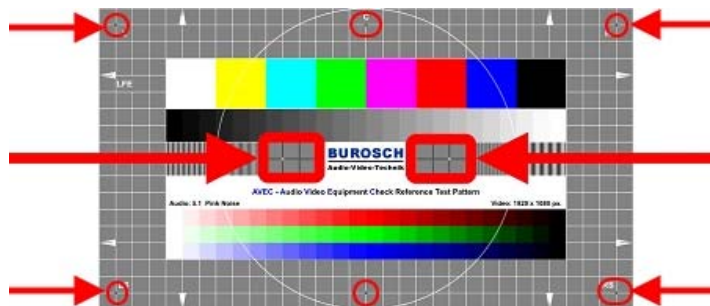 C
LFE
BUROSCH
Audio-Video-Technik
AVEC - Audio Video Equipment Check Reference Test Pattern
Audio: 5.1 Pink Noise
Video: 1920 x 1080 px.